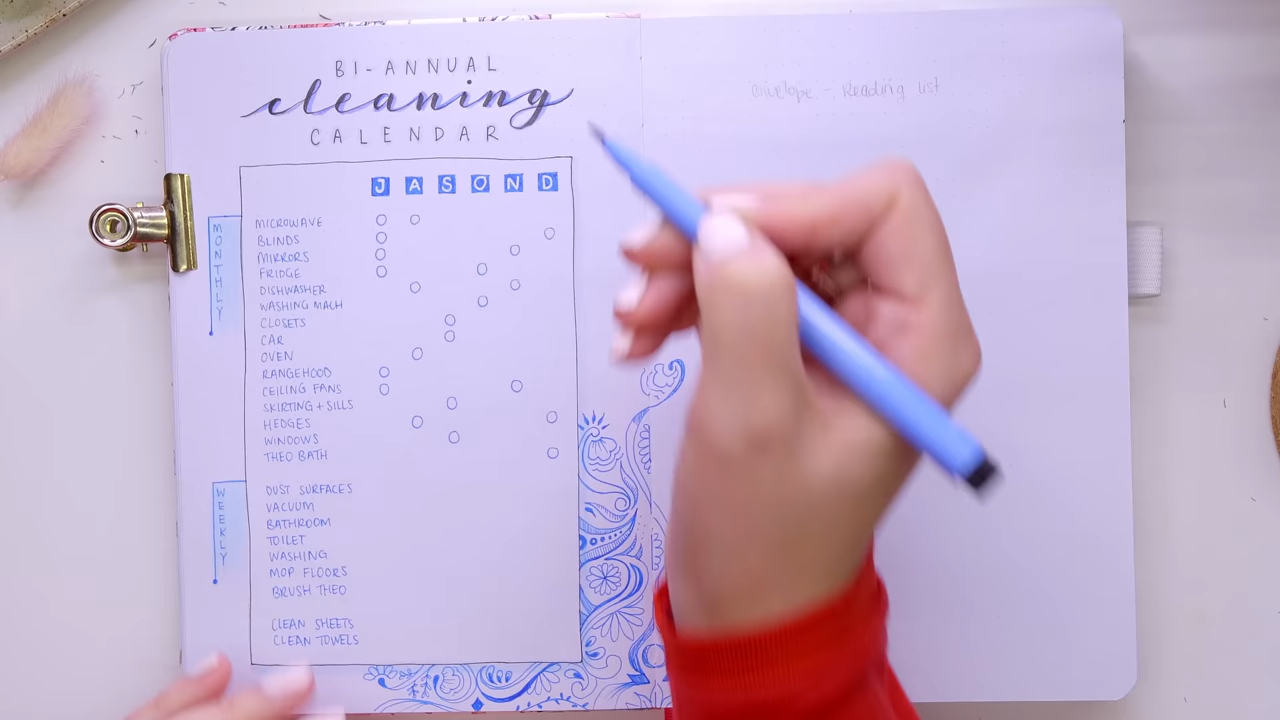 BI-ANNUAL
cleaning
CALENDAR
J A S O N D
MONTHLY
MICROWAVE
BLINDS
MIRRORS
FRIDGE
DISHWASHER
WASHING MACH
CLOSETS
CAR
OVEN
RANGEHOOD
CEILING FANS
SKIRTING + SILLS
HEDGES
WINDOWS
THEO BATH
WEEKLY
DUST SURFACES
VACUUM
BATHROOM
TOILET
WASHING
MOP FLOORS
BRUSH THEO
CLEAN SHEETS
CLEAN TOWELS
envelope - Reading list